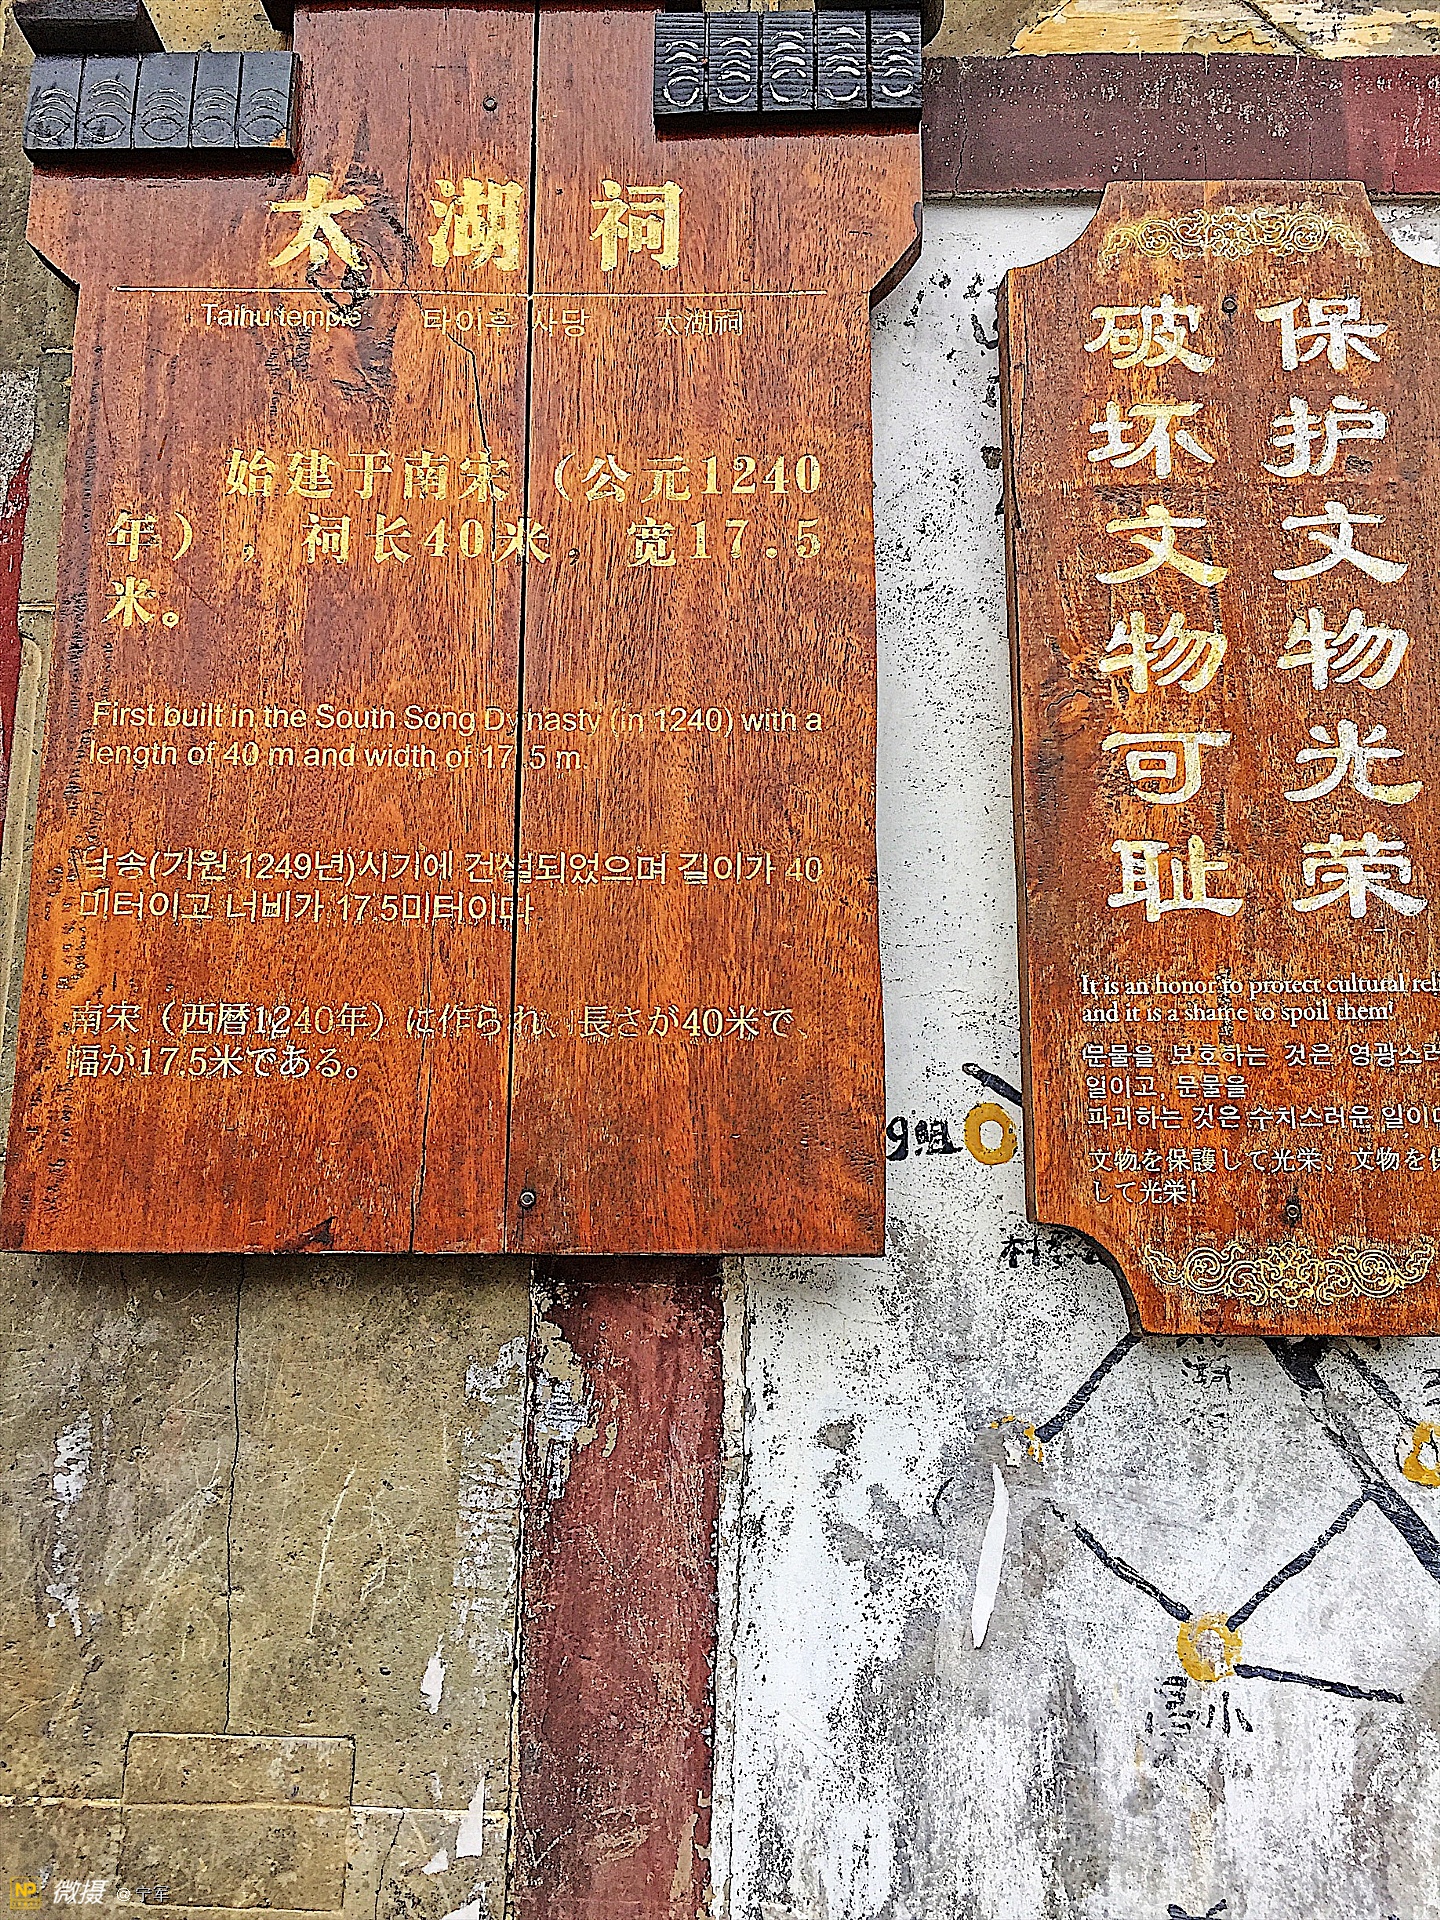 太湖祠
Taihu temple 타이후 사당 太湖祠
始建于南宋（公元1240
年），祠长40米，宽17.5
米。
First built in the South Song Dynasty (in 1240) with a
length of 40 m and width of 17.5 m.
남송(기원 1249년)시기에 건설되었으며 길이가 40
미터이고 너비가 17.5미터이다
南宋（西暦1240年）に作られ、長さが40米で、
幅が17.5米である。
保护文物光荣
破坏文物可耻
It is an honor to protect cultural rel
and it is a shame to spoil them!
문물을 보호하는 것은 영광스러
일이고, 문물을
파괴하는 것은 수치스러운 일이
文物を保護して光栄、文物を
して光栄!
9组
小
微摄 @宁军